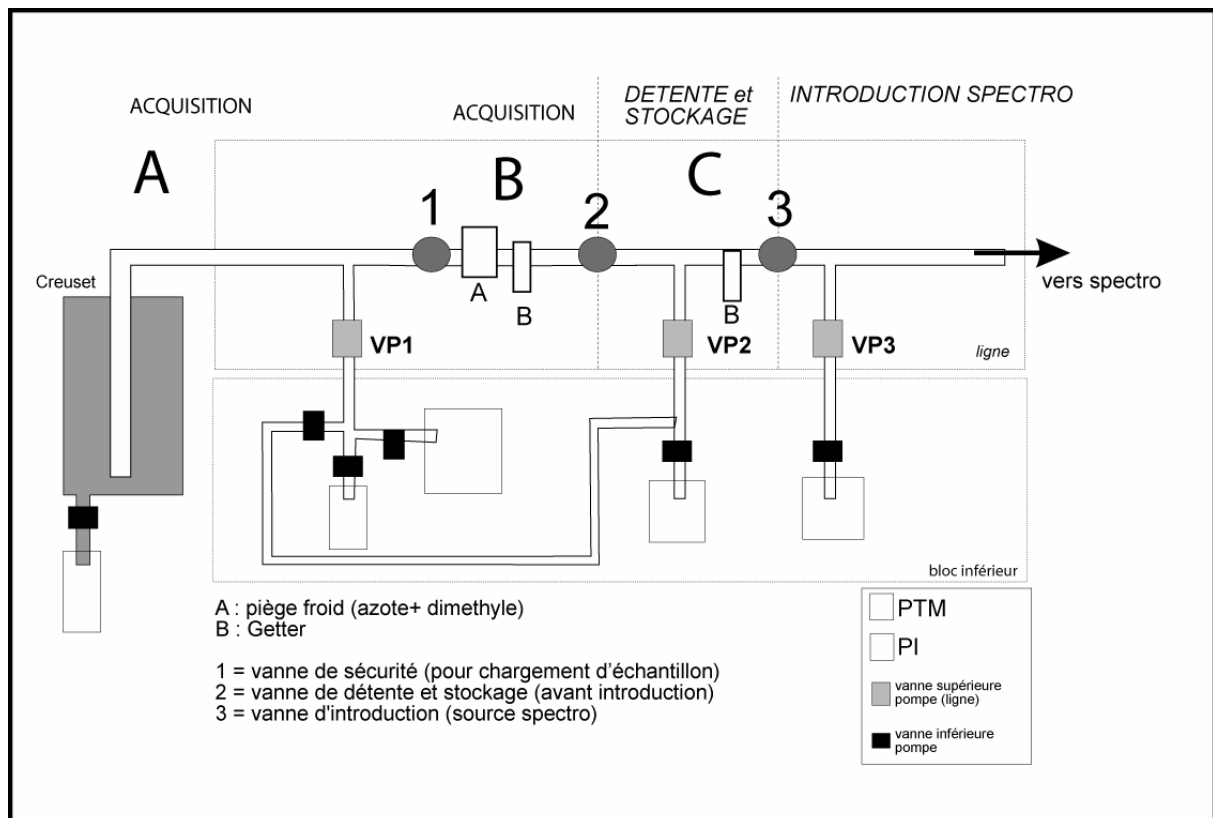 ACQUISITION
ACQUISITION
DETENTE et
STOCKAGE
INTRODUCTION SPECTRO
A
B
C
1
2
3
Creuset
A
B
B
vers spectro
VP1
VP2
VP3
ligne
bloc inférieur
A : piège froid (azote+ dimethyle)
B : Getter
1 = vanne de sécurité (pour chargement d'échantillon)
2 = vanne de détente et stockage (avant introduction)
3 = vanne d'introduction (source spectro)
PTM
PI
vanne supérieure
pompe (ligne)
vanne inférieure
pompe